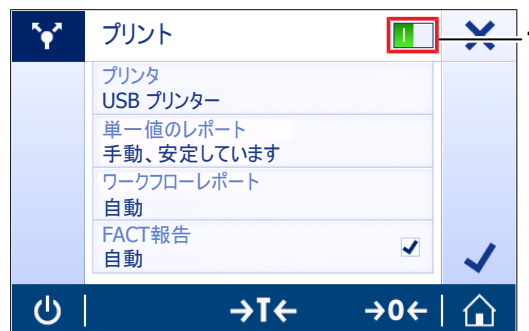 プリント
プリンタ
USB プリンター
単一値のレポート
手動、安定しています
ワークフローレポート
自動
FACT報告
自動
→T← →0←